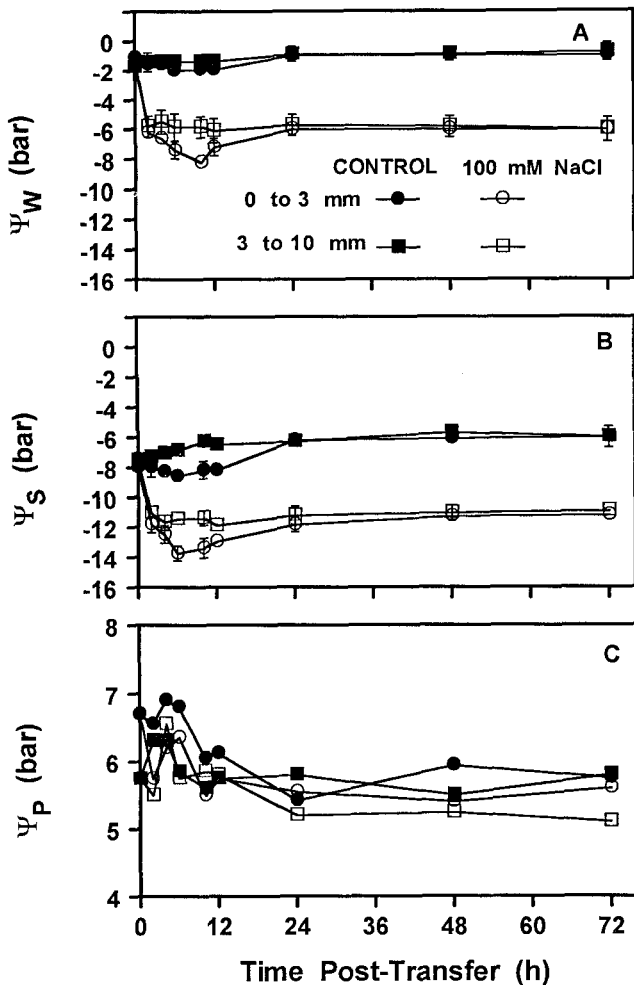 A
0
-2
-4
-6
-8
-10
-12
-14
-16
ΨW (bar)
CONTROL 100 mM NaCl
0 to 3 mm
3 to 10 mm
B
0
-2
-4
-6
-8
-10
-12
-14
-16
ΨS (bar)
C
8
7
6
5
4
ΨP (bar)
0 12 24 36 48 60 72
Time Post-Transfer (h)